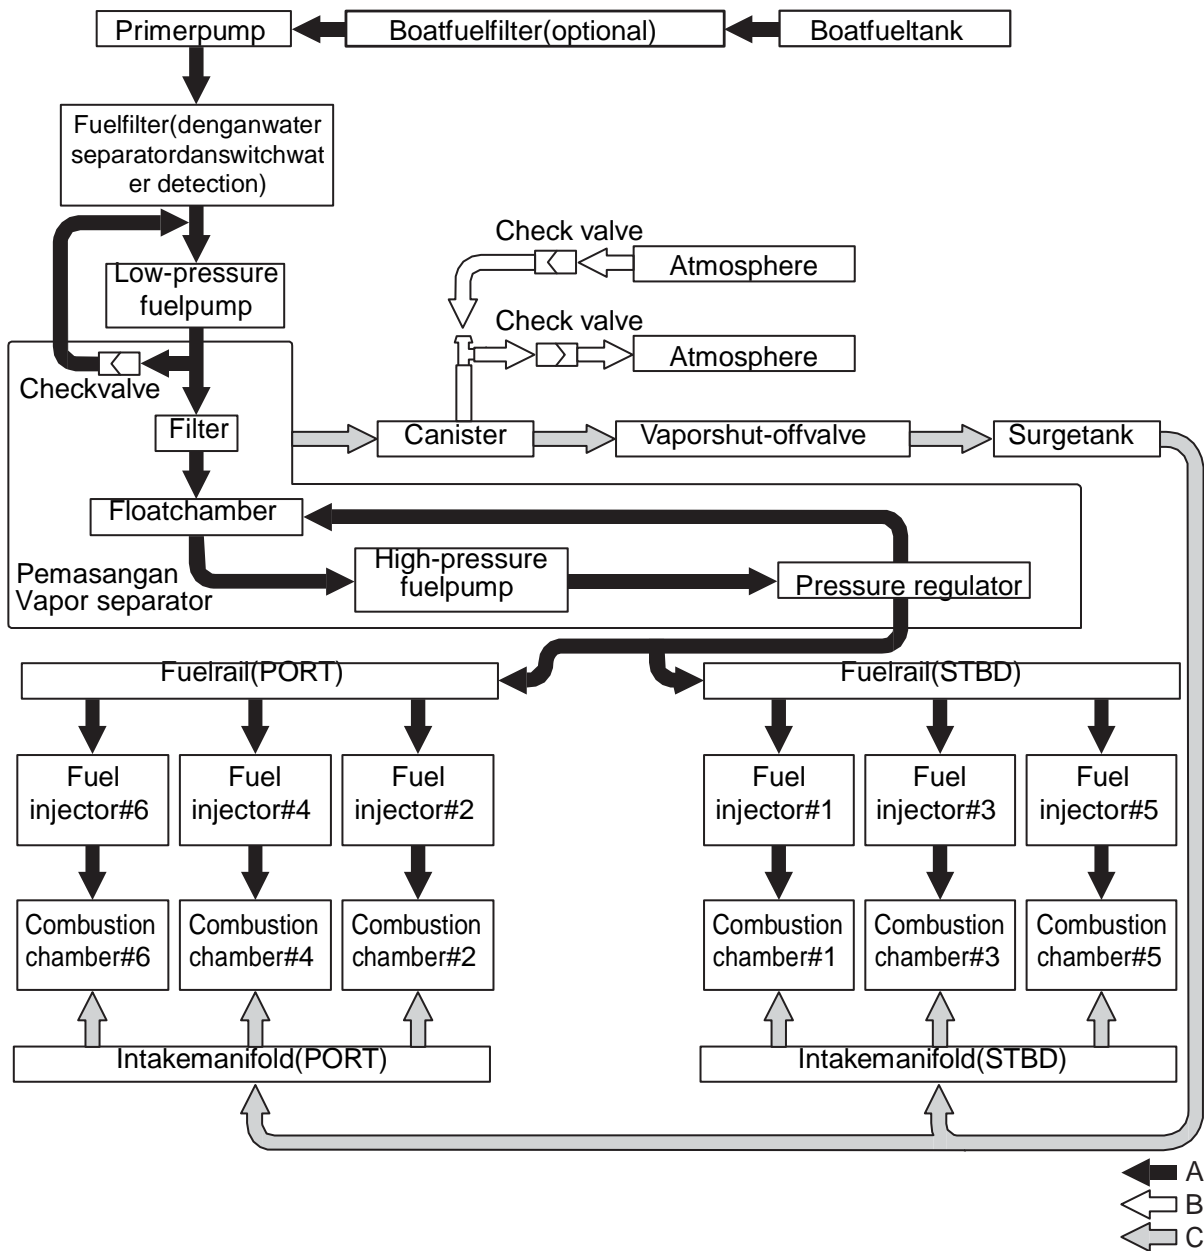 Primerpump
Boatfuelfilter(optional)
Boatfueltank
Fuelfilter(denganwater
separatordanswitchwat
er detection)
Check valve
Atmosphere
Low-pressure
fuelpump
Check valve
Atmosphere
Checkvalve
Filter
Canister
Vaporshut-offvalve
Surgetank
Floatchamber
High-pressure
fuelpump
Pressure regulator
Pemasangan
Vapor separator
Fuelrail(PORT)
Fuelrail(STBD)
Fuel
injector#6
Fuel
injector#4
Fuel
injector#2
Fuel
injector#1
Fuel
injector#3
Fuel
injector#5
Combustion
chamber#6
Combustion
chamber#4
Combustion
chamber#2
Combustion
chamber#1
Combustion
chamber#3
Combustion
chamber#5
Intakemanifold(PORT)
Intakemanifold(STBD)
A
B
C